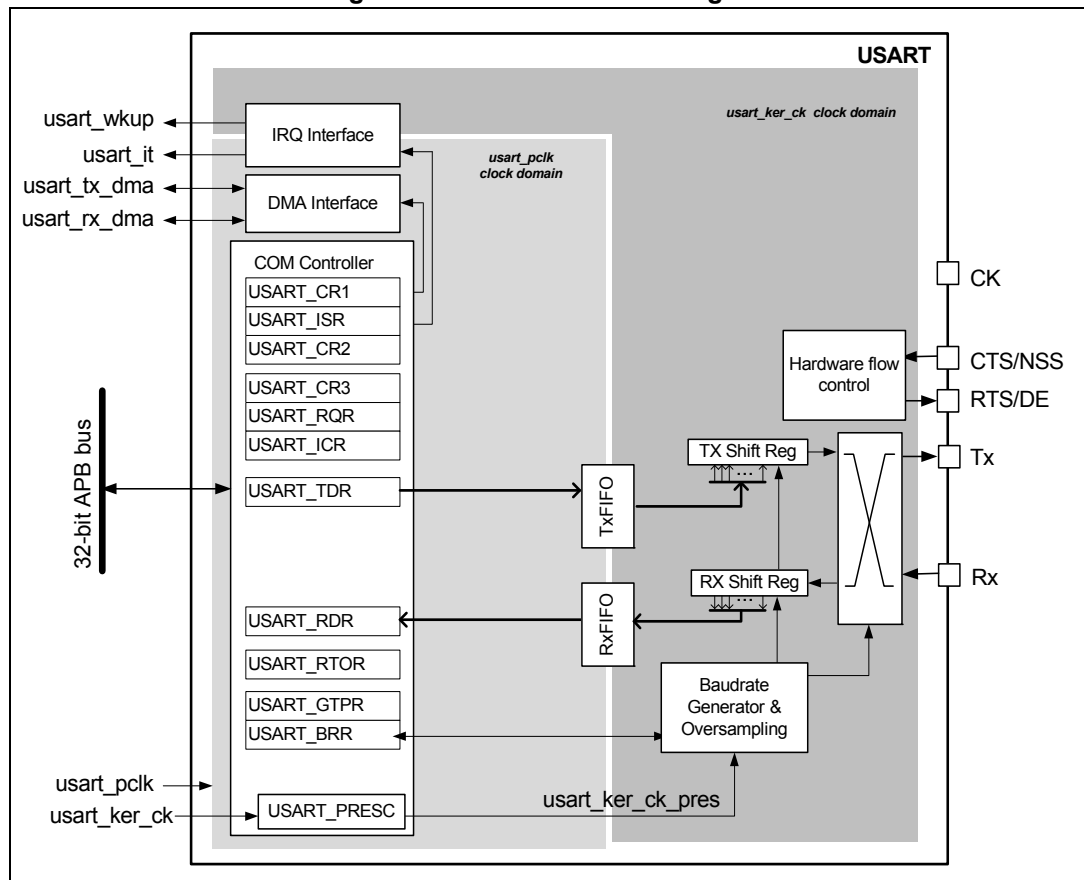 USART
usart_ker_ck clock domain
usart_wkup
IRQ Interface
usart_it
usart_pclk
clock domain
usart_tx_dma
DMA Interface
usart_rx_dma
COM Controller
USART_CR1
USART_ISR
USART_CR2
USART_CR3
USART_RQR
USART_ICR
USART_TDR
USART_RDR
USART_RTOR
USART_GTPR
USART_BRR
USART_PRESC
32-bit APB bus
usart_pclk
usart_ker_ck
usart_ker_ck_pres
TxFIFO
RxFIFO
TX Shift Reg
...
RX Shift Reg
...
Baudrate
Generator &
Oversampling
Hardware flow
control
CK
CTS/NSS
RTS/DE
Tx
Rx